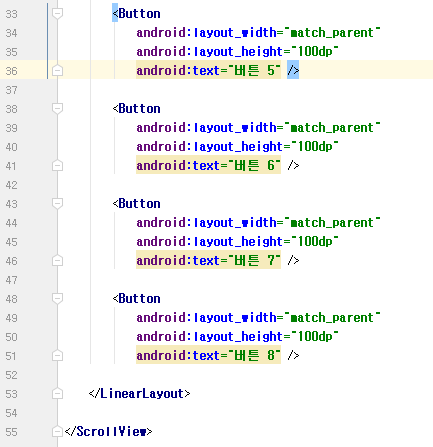 33 <Button
34 android:layout_width="match_parent"
35 android:layout_height="100dp"
36 android:text="버튼 5" />
37
38 <Button
39 android:layout_width="match_parent"
40 android:layout_height="100dp"
41 android:text="버튼 6" />
42
43 <Button
44 android:layout_width="match_parent"
45 android:layout_height="100dp"
46 android:text="버튼 7" />
47
48 <Button
49 android:layout_width="match_parent"
50 android:layout_height="100dp"
51 android:text="버튼 8" />
52
53 </LinearLayout>
54
55 </ScrollView>